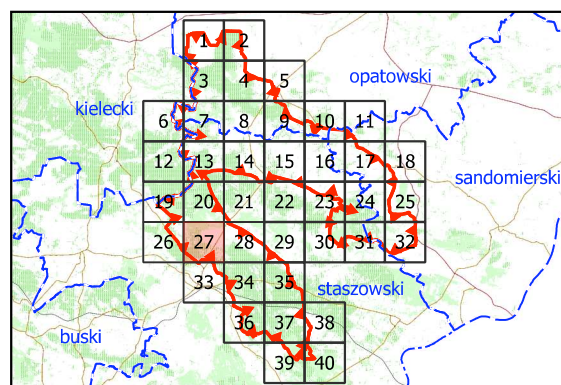 1 2
3 4 5
opatowski
kielecki
6 7 8 9 10 11
12 13 14 15 16 17 18
sandomierski
19 20 21 22 23 24 25
26 27 28 29 30 31 32
33 34 35
staszowski
36 37 38
buski
39 40